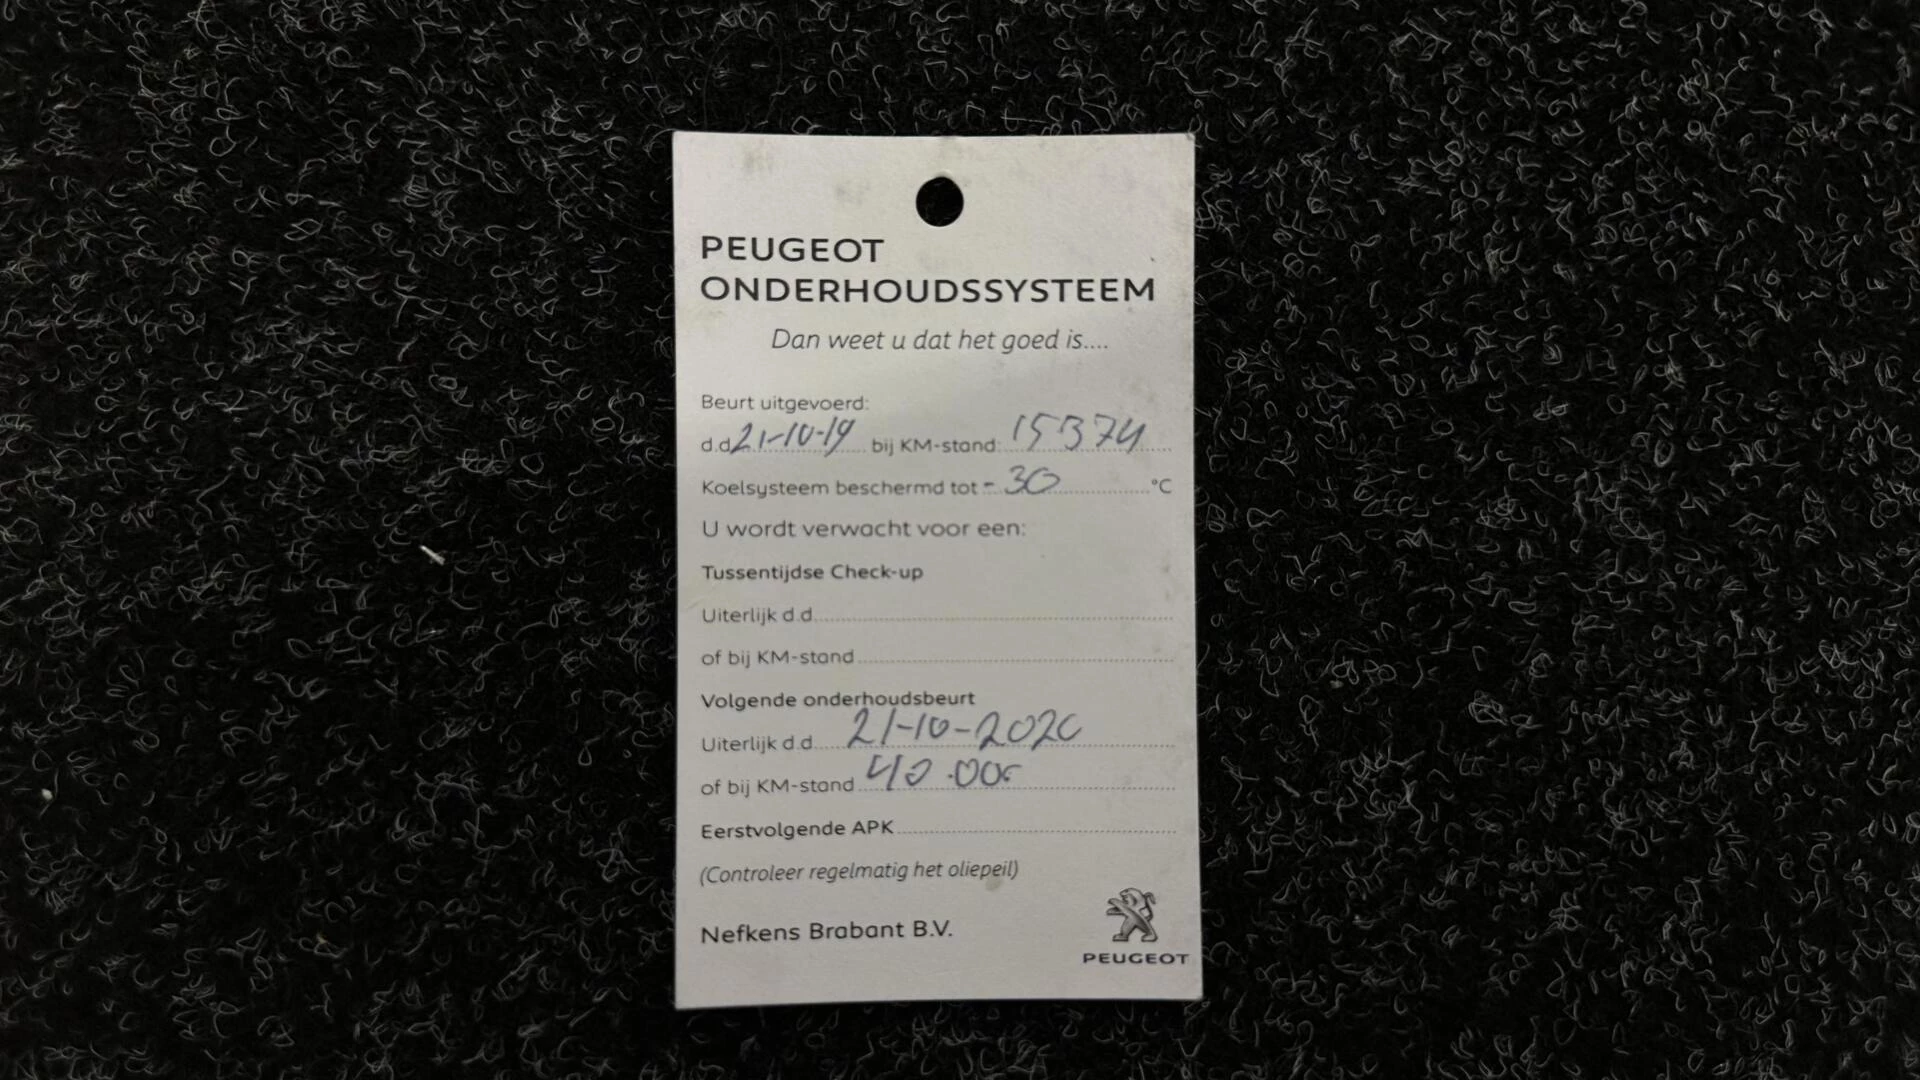 PEUGEOT
ONDERHOUDSSYSTEEM
Dan weet u dat het goed is....
Beurt uitgevoerd:
d.d. 21-10-19 bij KM-stand: 15374
Koelsysteem beschermd tot - 30 °C
U wordt verwacht voor een:
Tussentijdse Check-up
Uiterlijk d.d.
of bij KM-stand
Volgende onderhoudsbeurt
Uiterlijk d.d. 21-10-2020
of bij KM-stand 40.000
Eerstvolgende APK
(Controleer regelmatig het oliepeil)
Nefkens Brabant B.V.
PEUGEOT